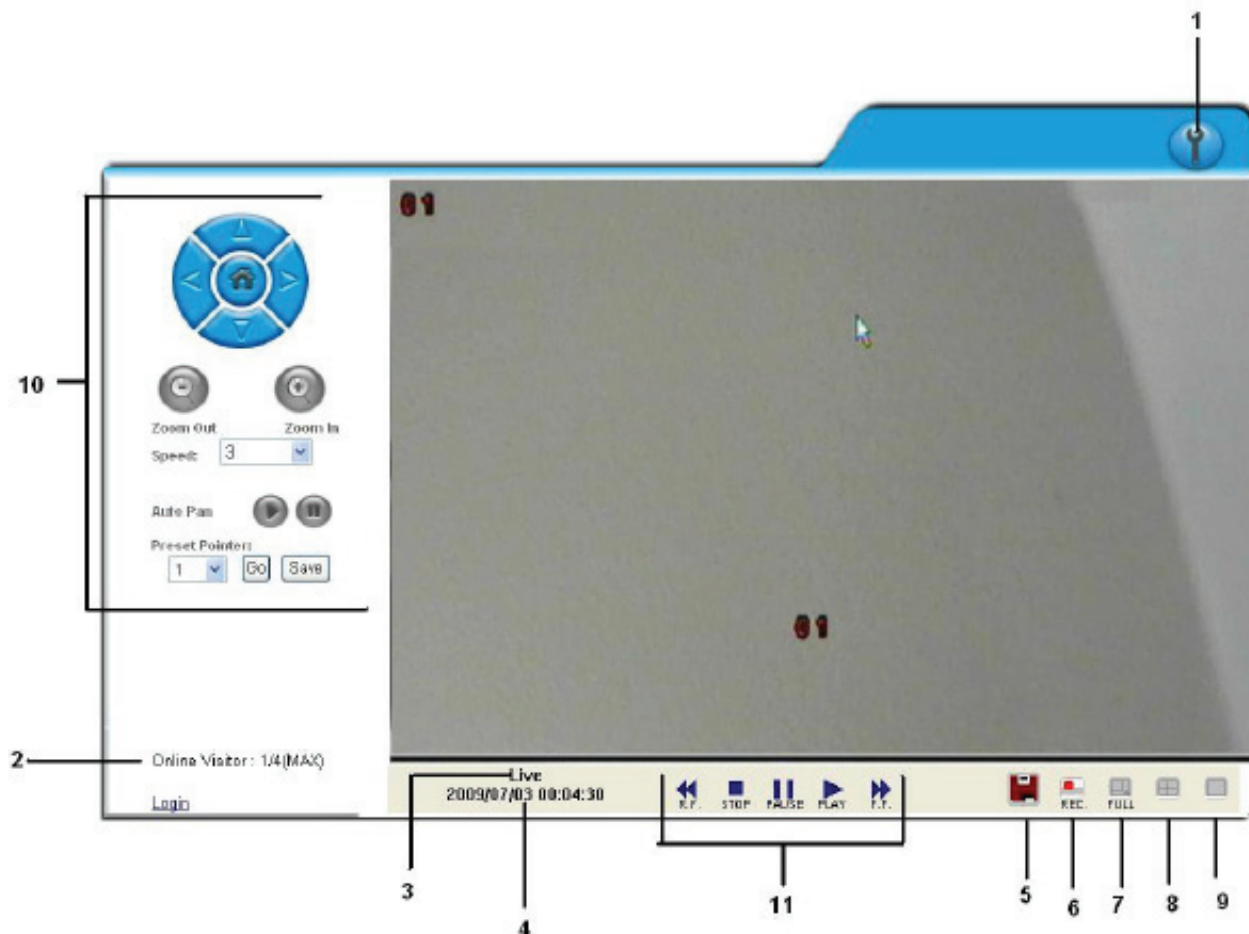 1
01
10
Zoom Out Zoom In
Speed: 3
Auto Pan
Preset Pointer:
1 Go Save
01
2 Online Visitor : 1/4(MAX)
Live
2009/07/03 00:04:30
R.F. STOP PAUSE PLAY F.F. REC. FULL
Login
3 4 11 5 6 7 8 9